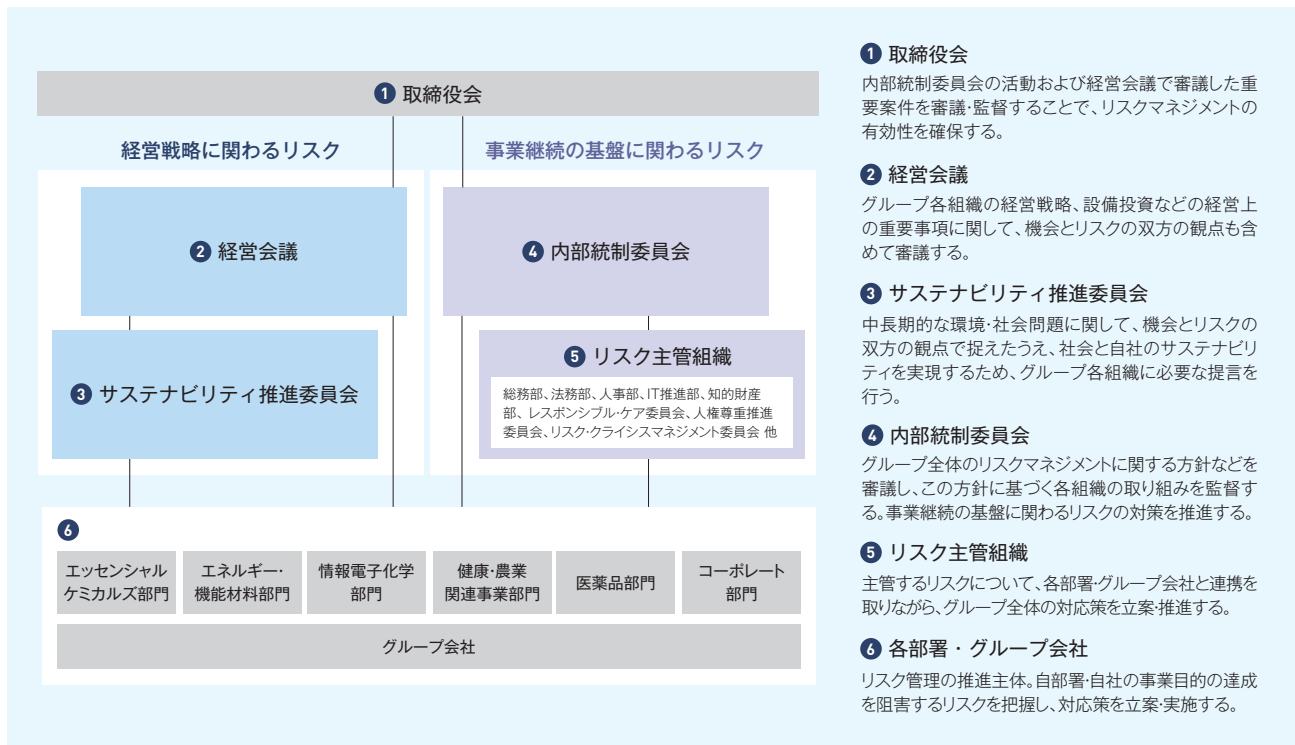 ❶ 取締役会
経営戦略に関わるリスク
事業継続の基盤に関わるリスク
❷ 経営会議
❸ サステナビリティ推進委員会
❹ 内部統制委員会
❺ リスク主管組織
総務部、法務部、人事部、IT推進部、知的財産
部、レスポンシブル・ケア委員会、人権尊重推進
委員会、リスク・クライシスマネジメント委員会 他
❻
エッセンシャル
ケミカルズ部門
エネルギー・
機能材料部門
情報電子化学
部門
健康・農業
関連事業部門
医薬品部門
コーポレート
部門
グループ会社
❶ 取締役会
内部統制委員会の活動および経営会議で審議した重
要案件を審議・監督することで、リスクマネジメントの
有効性を確保する。
❷ 経営会議
グループ各組織の経営戦略、設備投資などの経営上
の重要事項に関して、機会とリスクの双方の観点も含
めて審議する。
❸ サステナビリティ推進委員会
中長期的な環境・社会問題に関して、機会とリスクの
双方の観点で捉えたうえ、社会と自社のサステナビリ
ティを実現するため、グループ各組織に必要な提言を
行う。
❹ 内部統制委員会
グループ全体のリスクマネジメントに関する方針などを
審議し、この方針に基づく各組織の取り組みを監督す
る。事業継続の基盤に関わるリスクの対策を推進する。
❺ リスク主管組織
主管するリスクについて、各部署・グループ会社と連携を
取りながら、グループ全体の対応策を立案・推進する。
❻ 各部署・グループ会社
リスク管理の推進主体。自部署・自社の事業目的の達成
を阻害するリスクを把握し、対応策を立案・実施する。